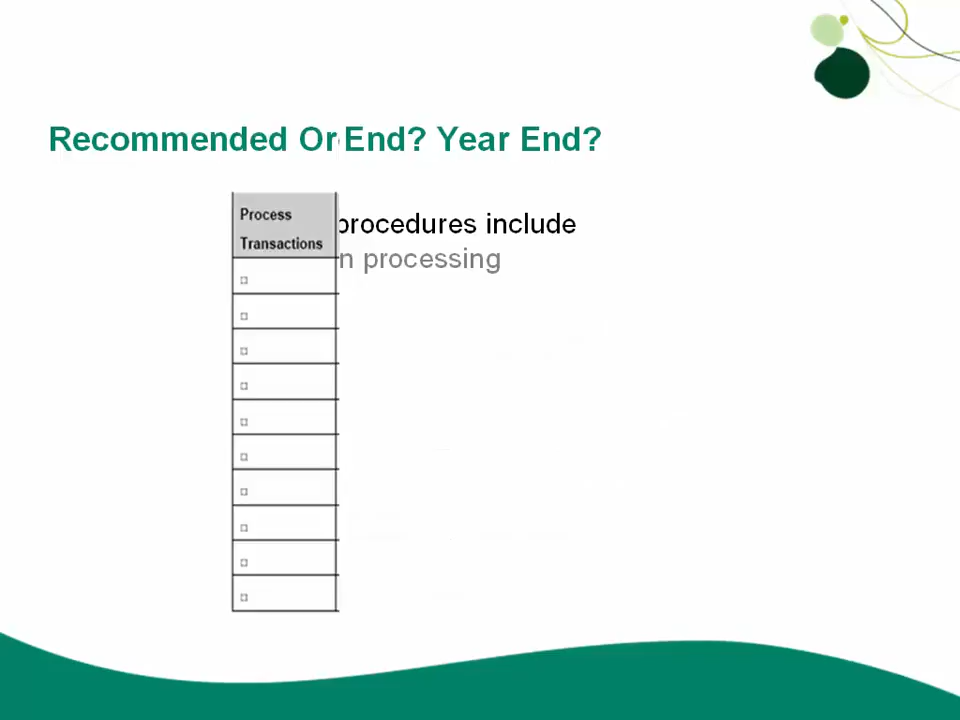 Recommended Or End? Year End?
Process
Transactions
procedures include
n processing